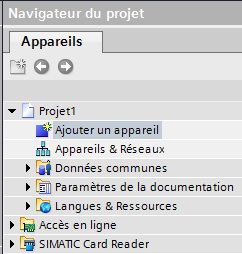 Navigateur du projet
Appareils
Projet1
Ajouter un appareil
Appareils & Réseaux
Données communes
Paramètres de la documentation
Langues & Ressources
Accès en ligne
SIMATIC Card Reader